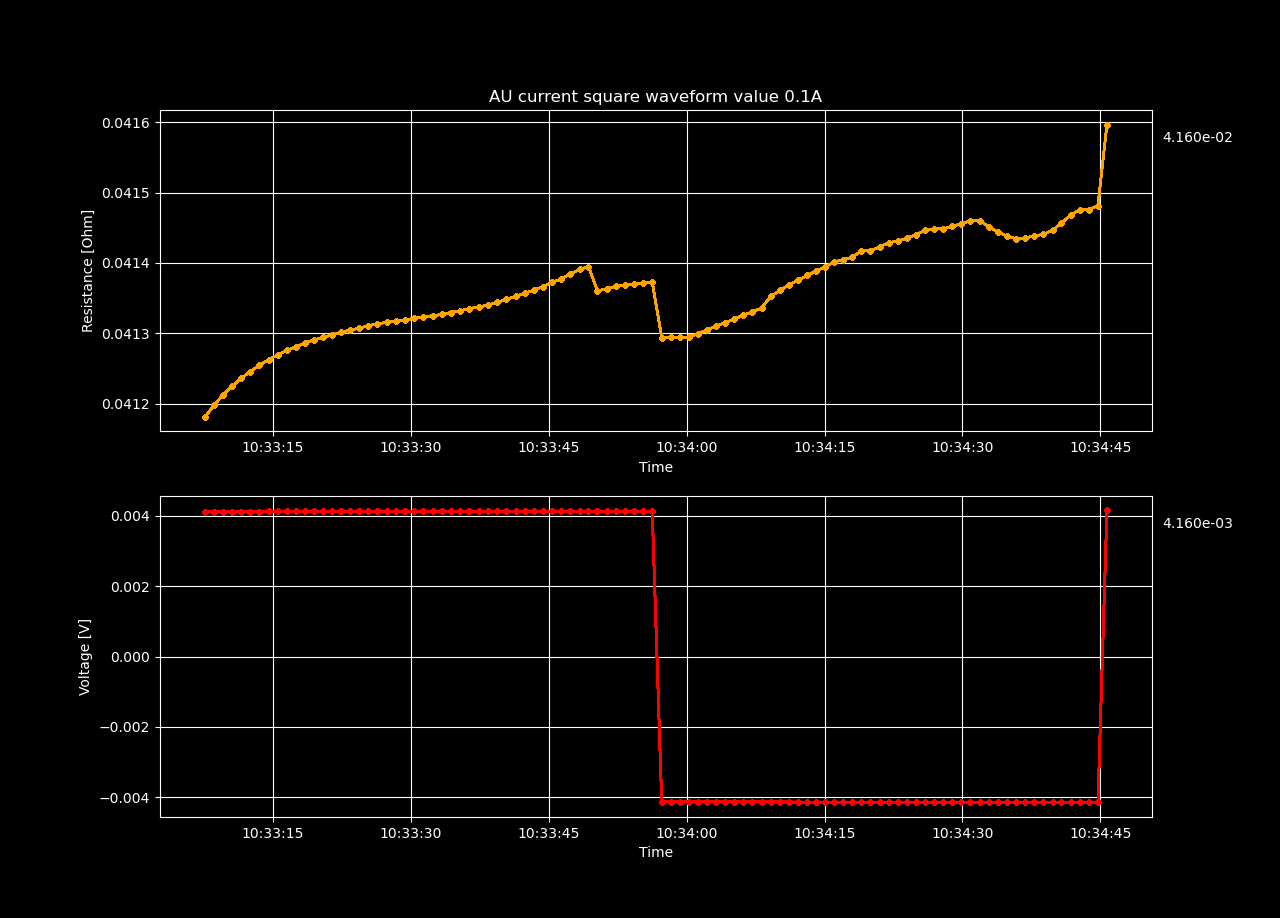 AU current square waveform value 0.1A
0.0416
0.0415
0.0414
0.0413
0.0412
Resistance [Ohm]
4.160e-02
10:33:15 10:33:30 10:33:45 10:34:00 10:34:15 10:34:30 10:34:45
Time
0.004
0.002
0.000
−0.002
−0.004
Voltage [V]
4.160e-03
10:33:15 10:33:30 10:33:45 10:34:00 10:34:15 10:34:30 10:34:45
Time